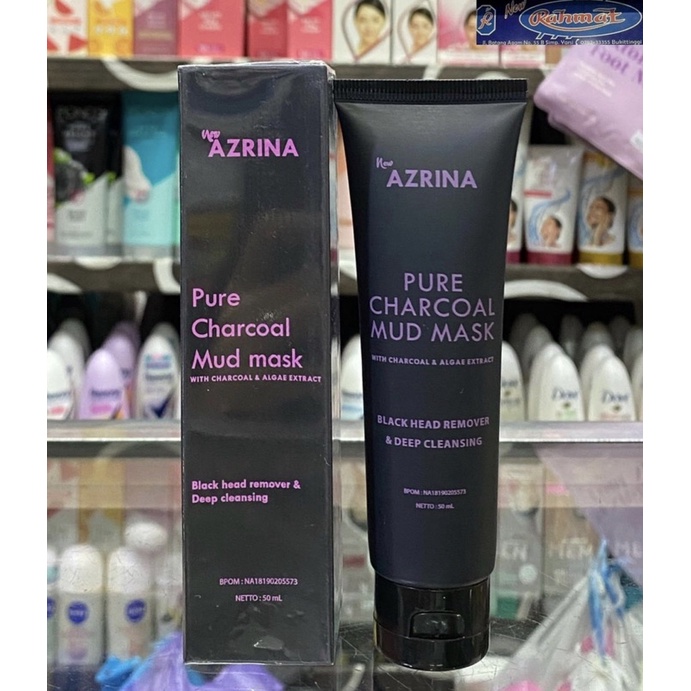 New
Rahmat
New
AZRINA
Pure
Charcoal
Mud mask
WITH CHARCOAL & ALGAE EXTRACT
Black head remover &
Deep cleansing
BPOM : NA18190205573
NETTO : 50 mL
New
AZRINA
PURE
CHARCOAL
MUD MASK
WITH CHARCOAL & ALGAE EXTRACT
BLACK HEAD REMOVER
& DEEP CLEANSING
BPOM : NA18190205573
NETTO : 50 mL
Dove
Dove
NIVEA